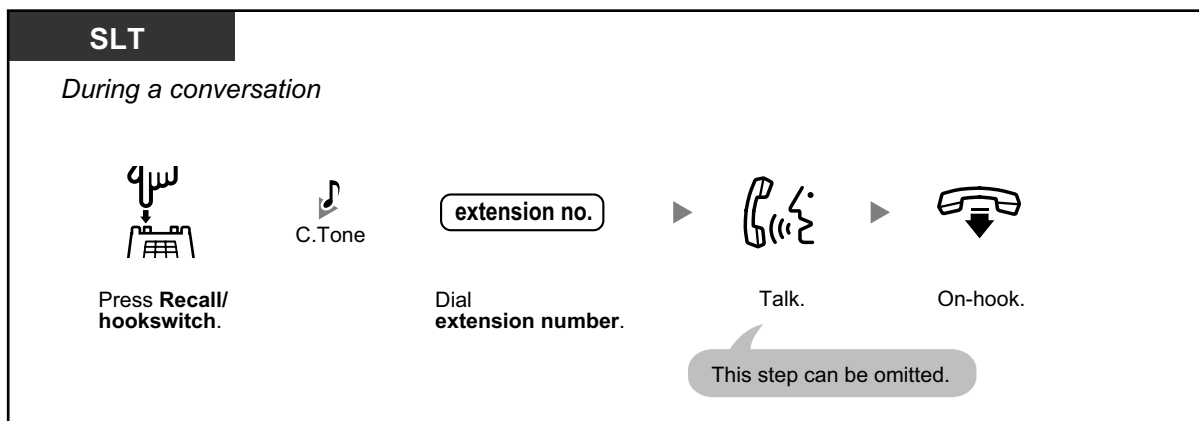 SLT
During a conversation
C.Tone
extension no.
Press Recall/
hookswitch.
Dial
extension number.
Talk.
On-hook.
This step can be omitted.